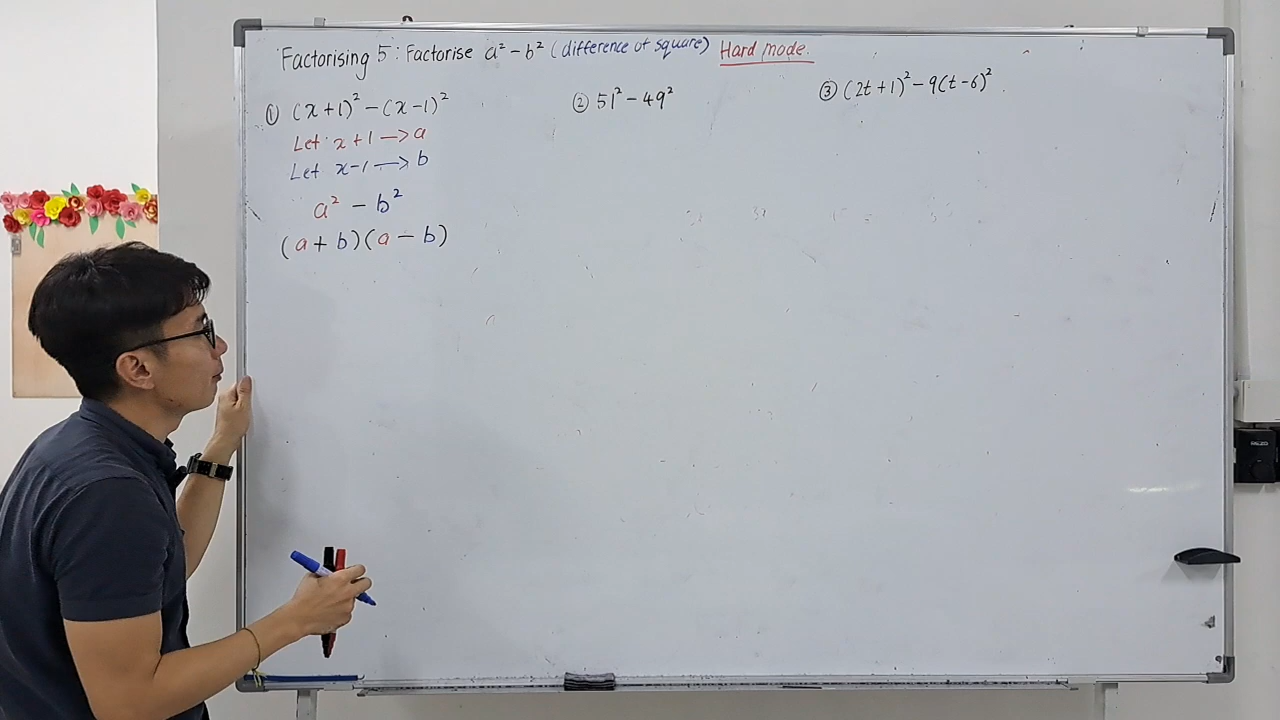 Factorising 5: Factorise a² - b² (difference of square) Hard mode.
① (x+1)² - (x-1)²
Let x+1 → a
Let x-1 → b
a² - b²
(a + b)(a - b)
② 51² - 49²
③ (2t+1)² - 9(t-6)²